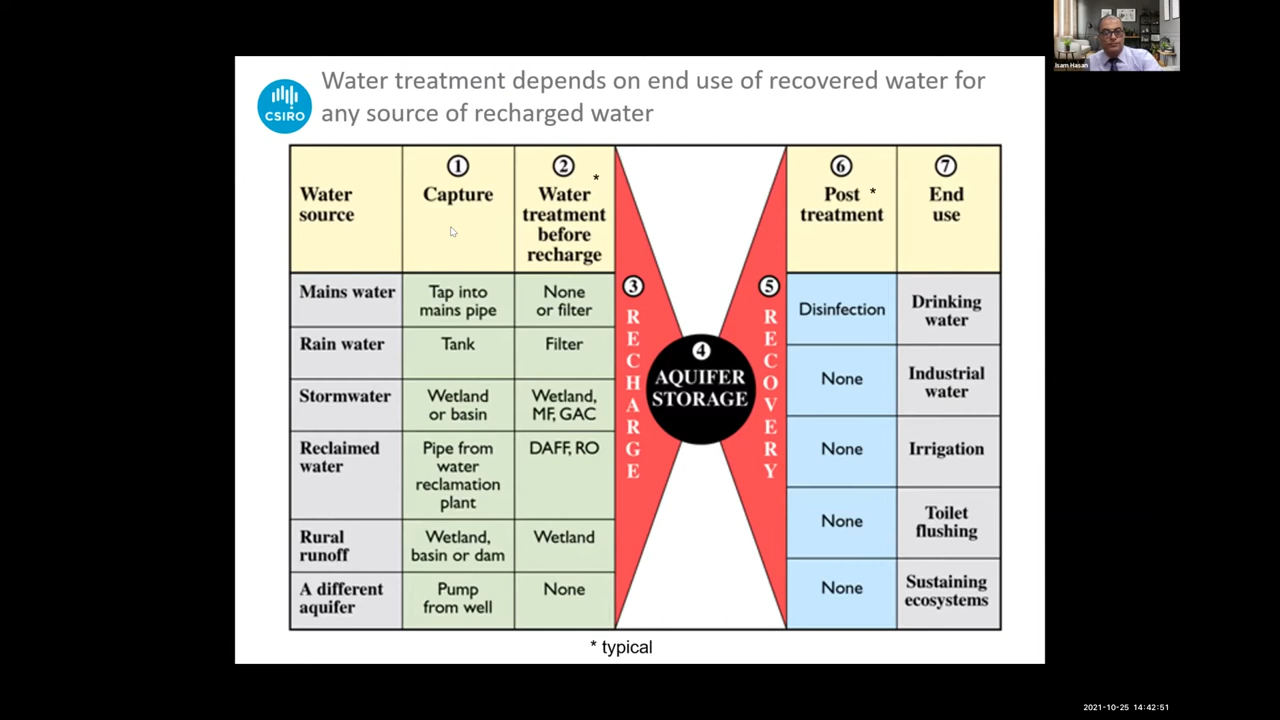 Isam Hasan
Water treatment depends on end use of recovered water for
any source of recharged water
CSIRO
Water
source
1
Capture
2
*
Water
treatment
before
recharge
6
Post *
treatment
7
End
use
Mains water
Tap into
mains pipe
None
or filter
Rain water
Tank
Filter
Stormwater
Wetland
or basin
Wetland,
MF, GAC
Reclaimed
water
Pipe from
water
reclamation
plant
DAFF, RO
Rural
runoff
Wetland,
basin or dam
Wetland
A different
aquifer
Pump
from well
None
3
RECHARGE
4
AQUIFER
STORAGE
5
RECOVERY
Disinfection
Drinking
water
None
Industrial
water
None
Irrigation
None
Toilet
flushing
None
Sustaining
ecosystems
* typical
2021-10-25 14:42:51